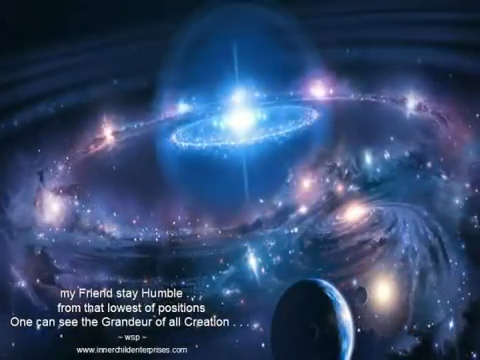 my Friend stay Humble . . .
from that lowest of positions
One can see the Grandeur of all Creation . . . .
~ wsp ~
www.innerchildenterprises.com